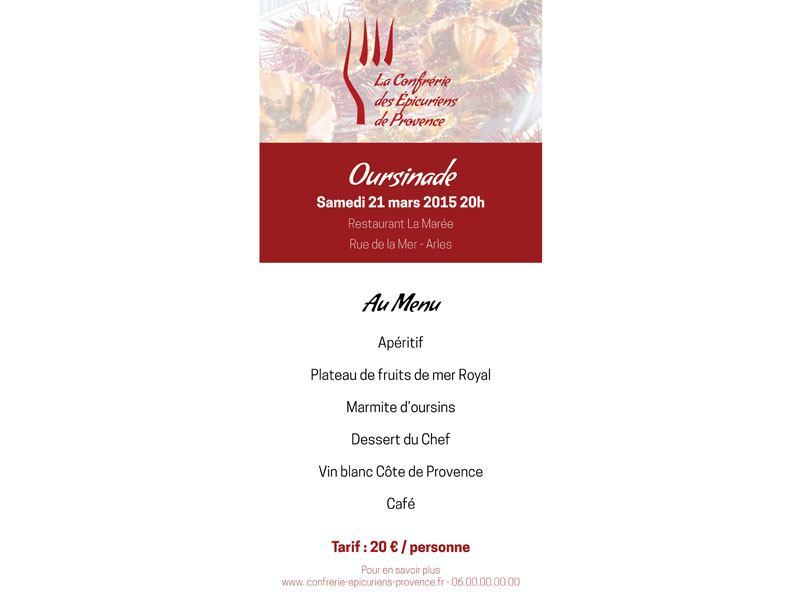 La Confrérie
des Épicuriens
de Provence
Oursinade
Samedi 21 mars 2015 20h
Restaurant La Marée
Rue de la Mer - Arles
Au Menu
Apéritif
Plateau de fruits de mer Royal
Marmite d'oursins
Dessert du Chef
Vin blanc Côte de Provence
Café
Tarif : 20 € / personne
Pour en savoir plus
www. confrerie-epicuriens-provence.fr - 06.00.00.00.00